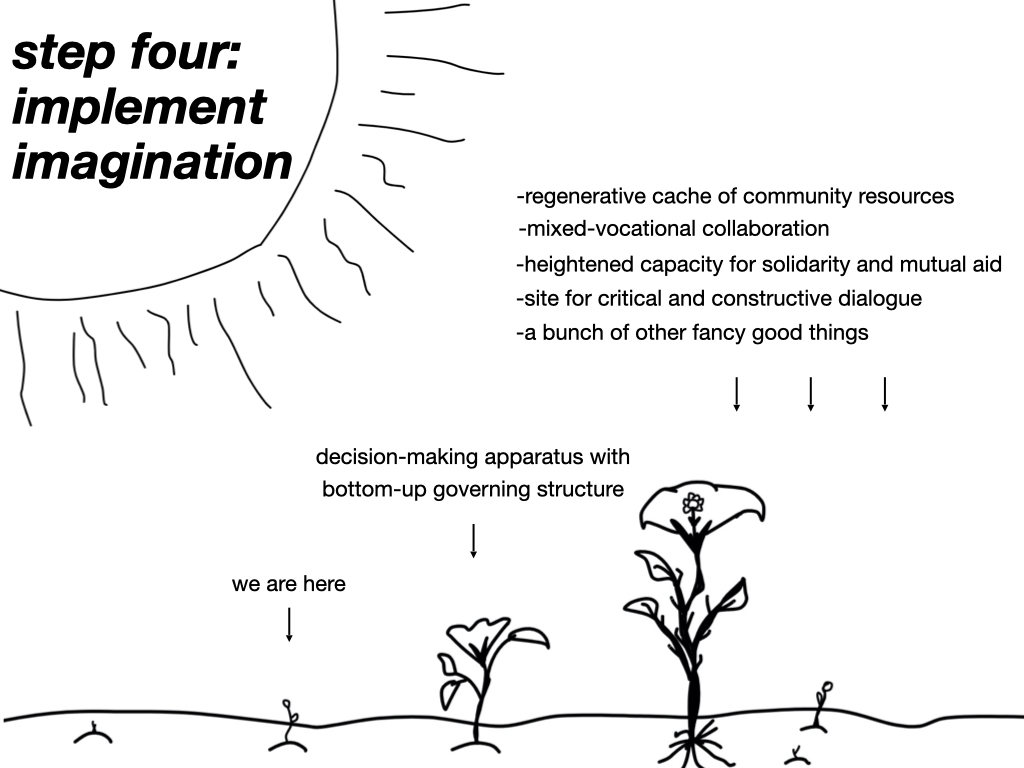 step four:
implement
imagination
-regenerative cache of community resources
-mixed-vocational collaboration
-heightened capacity for solidarity and mutual aid
-site for critical and constructive dialogue
-a bunch of other fancy good things
decision-making apparatus with
bottom-up governing structure
we are here